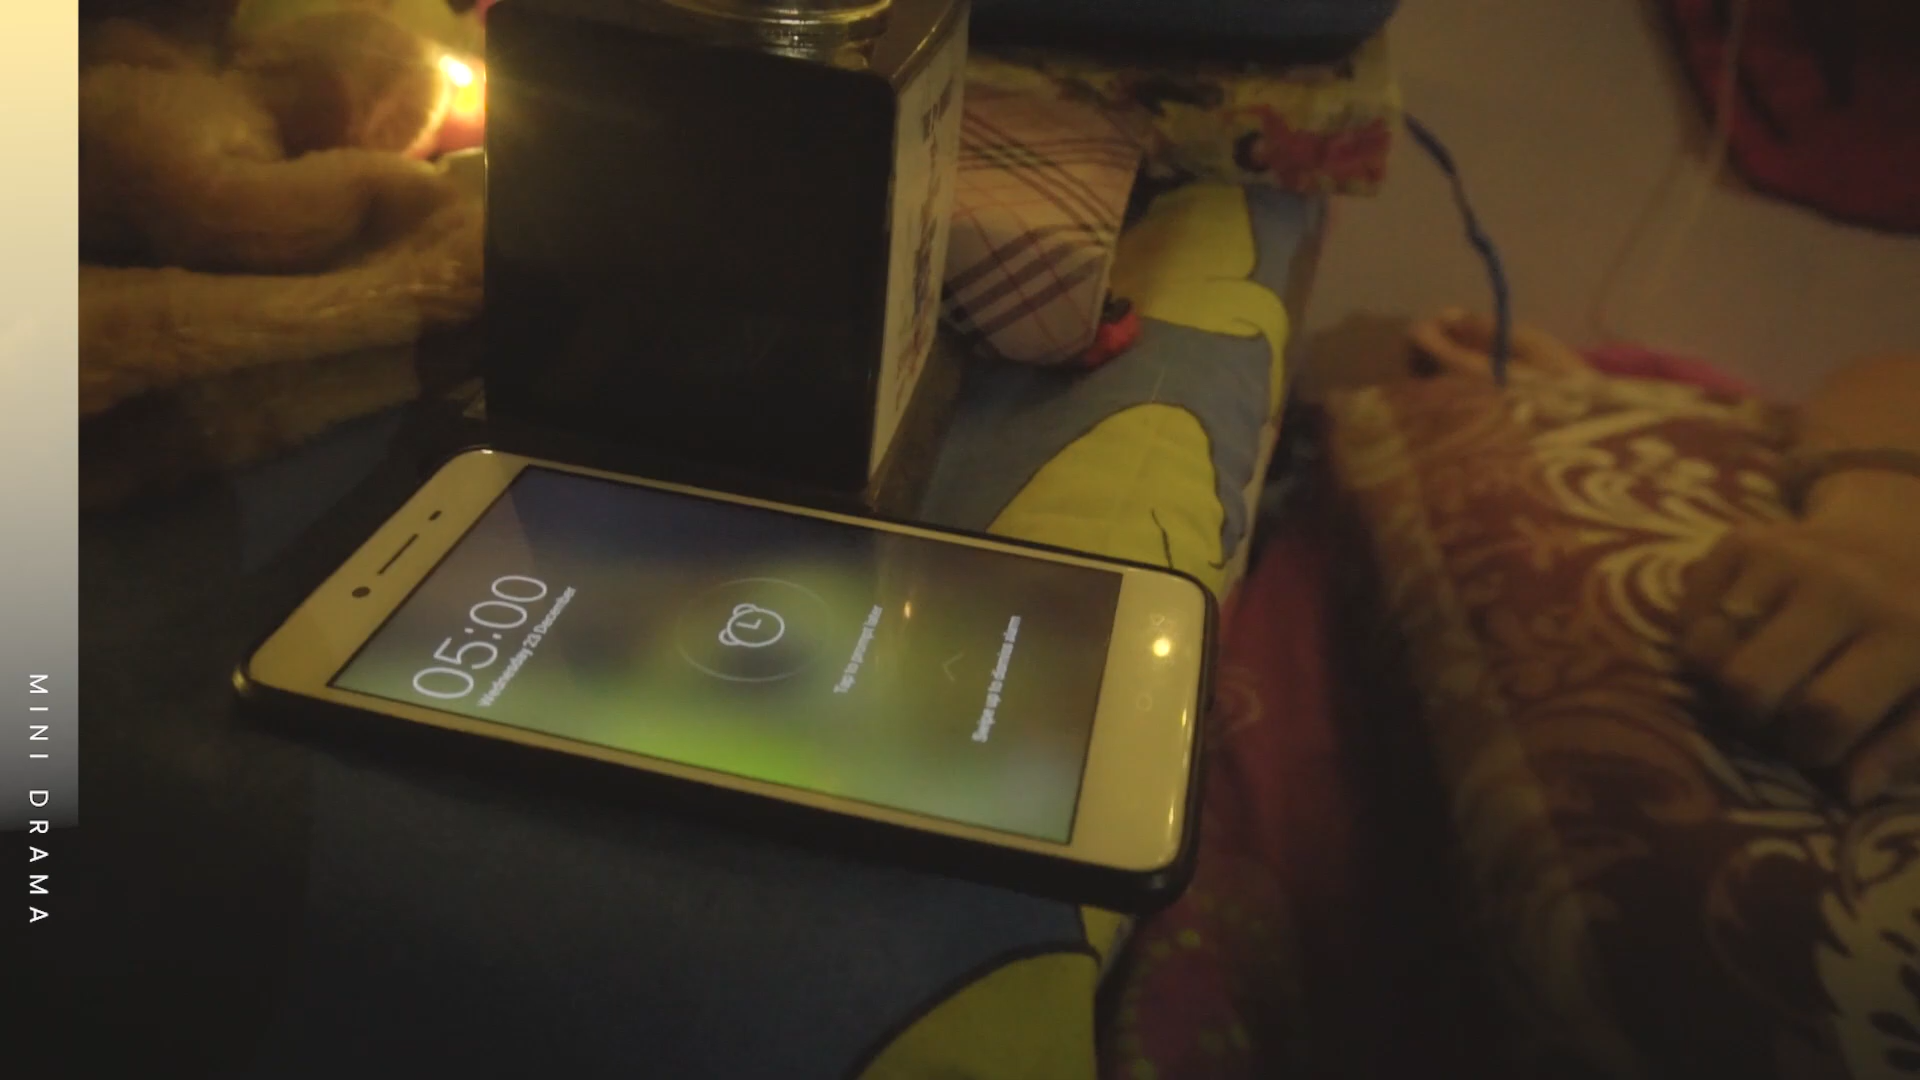 MINI DRAMA
05:00
Wednesday 23 December
Tap to prompt later
Swipe up to dismiss alarm